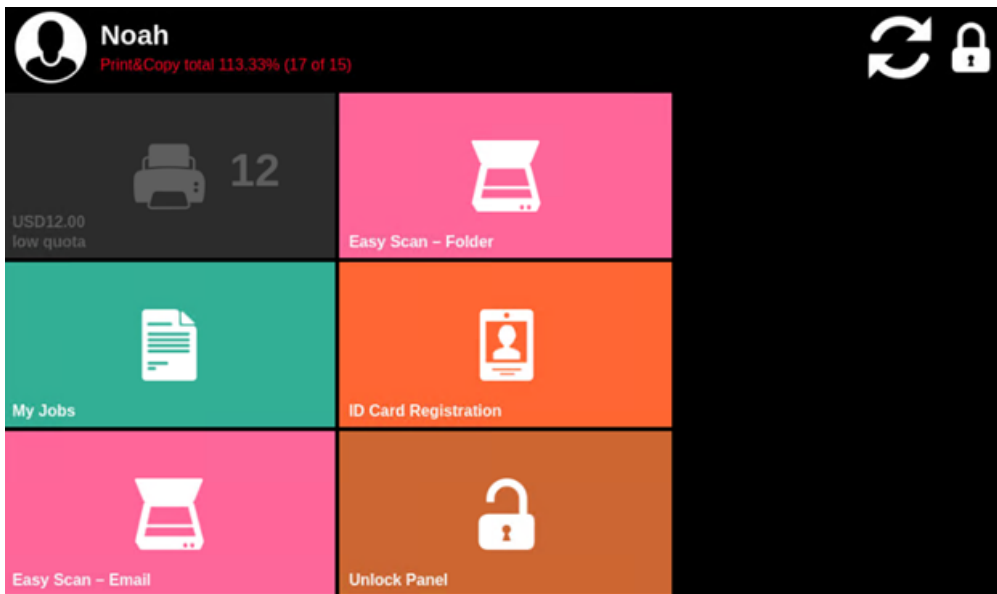 Noah
Print&Copy total 113.33% (17 of 15)
12
USD12.00
low quota
Easy Scan – Folder
My Jobs
ID Card Registration
Easy Scan – Email
Unlock Panel